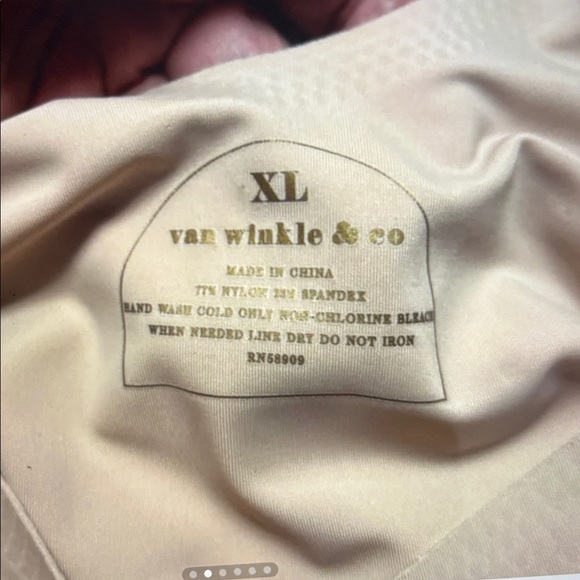 XL
van winkle & co
MADE IN CHINA
77% NYLON 23% SPANDEX
HAND WASH COLD ONLY NON-CHLORINE BLEACH
WHEN NEEDED LINE DRY DO NOT IRON
RN58909